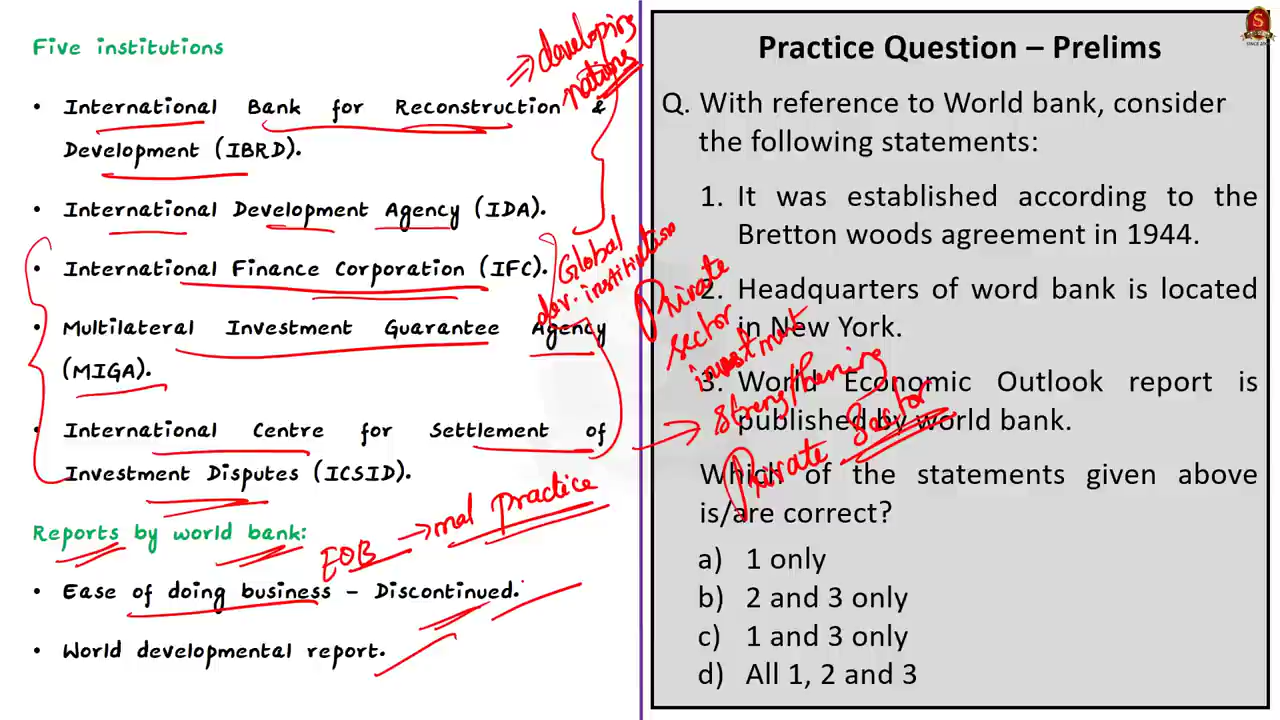 Five institutions
• International Bank for Reconstruction &
Development (IBRD).
• International Development Agency (IDA).
• International Finance Corporation (IFC).
• Multilateral Investment Guarantee Agency
(MIGA).
• International Centre for Settlement of
Investment Disputes (ICSID).
Reports by world bank:
• Ease of doing business – Discontinued.
• World developmental report.
⇒ developing
nations
Global
dev. institution
Private
sector
investment
→ strengthening
Private Sector
EOB → mal practice
S
Practice Question – Prelims
Q. With reference to World bank, consider
the following statements:
1. It was established according to the
Bretton woods agreement in 1944.
2. Headquarters of word bank is located
in New York.
3. World Economic Outlook report is
published by world bank.
Which of the statements given above
is/are correct?
a) 1 only
b) 2 and 3 only
c) 1 and 3 only
d) All 1, 2 and 3